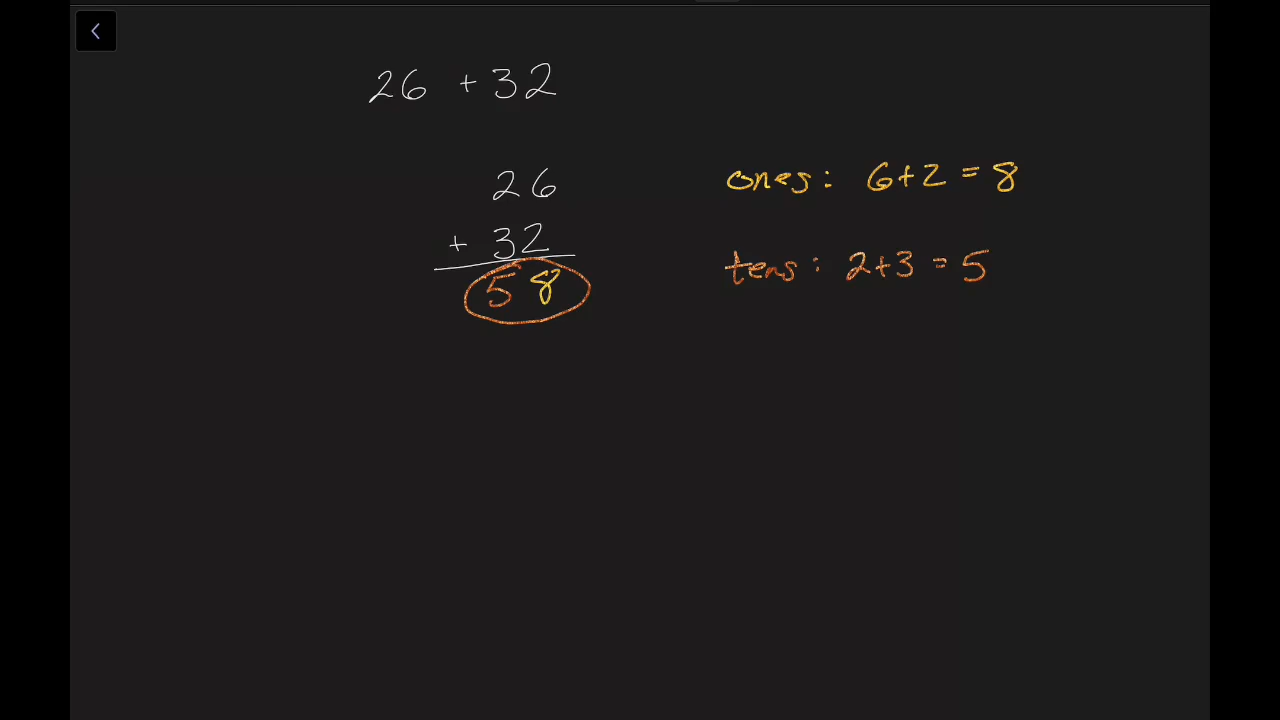 26 + 32
26
+ 32
58
ones: 6+2 = 8
tens: 2+3 = 5